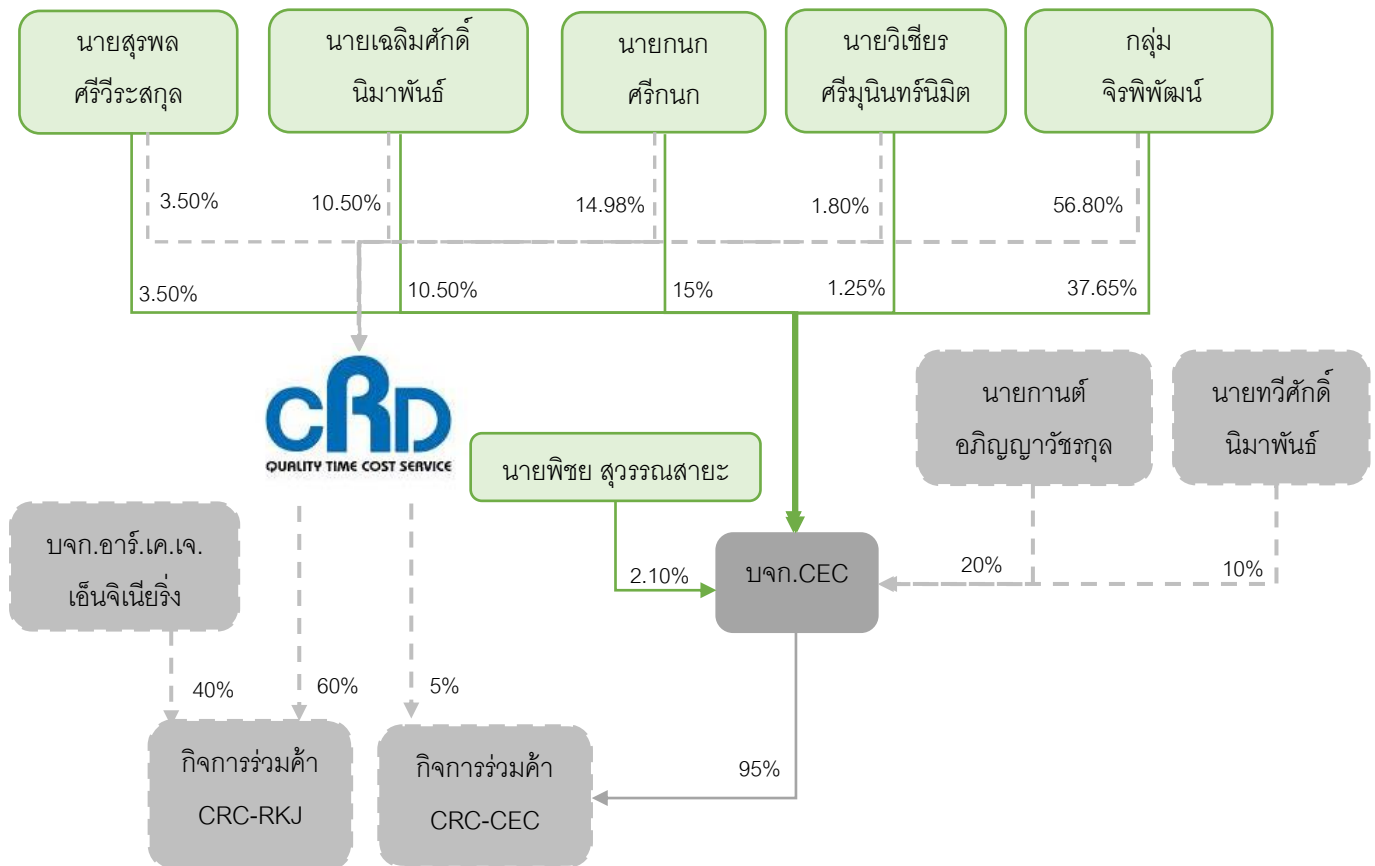 นายสุรพล
ศรีวีระสกุล
นายเฉลิมศักดิ์
นิมาพันธ์
นายกนก
ศรีกนก
นายวิเชียร
ศรีมุนินทร์นิมิต
กลุ่ม
จิรพิพัฒน์
3.50%
10.50%
14.98%
1.80%
56.80%
3.50%
10.50%
15%
1.25%
37.65%
CRD
QUALITY TIME COST SERVICE
นายกานต์
อภิญญาวัชรกุล
นายทวีศักดิ์
นิมาพันธ์
นายพิชย สุวรรณสายะ
บจก.อาร์.เค.เจ.
เอ็นจิเนียริ่ง
2.10%
บจก.CEC
20%
10%
40%
60%
5%
95%
กิจการร่วมค้า
CRC-RKJ
กิจการร่วมค้า
CRC-CEC